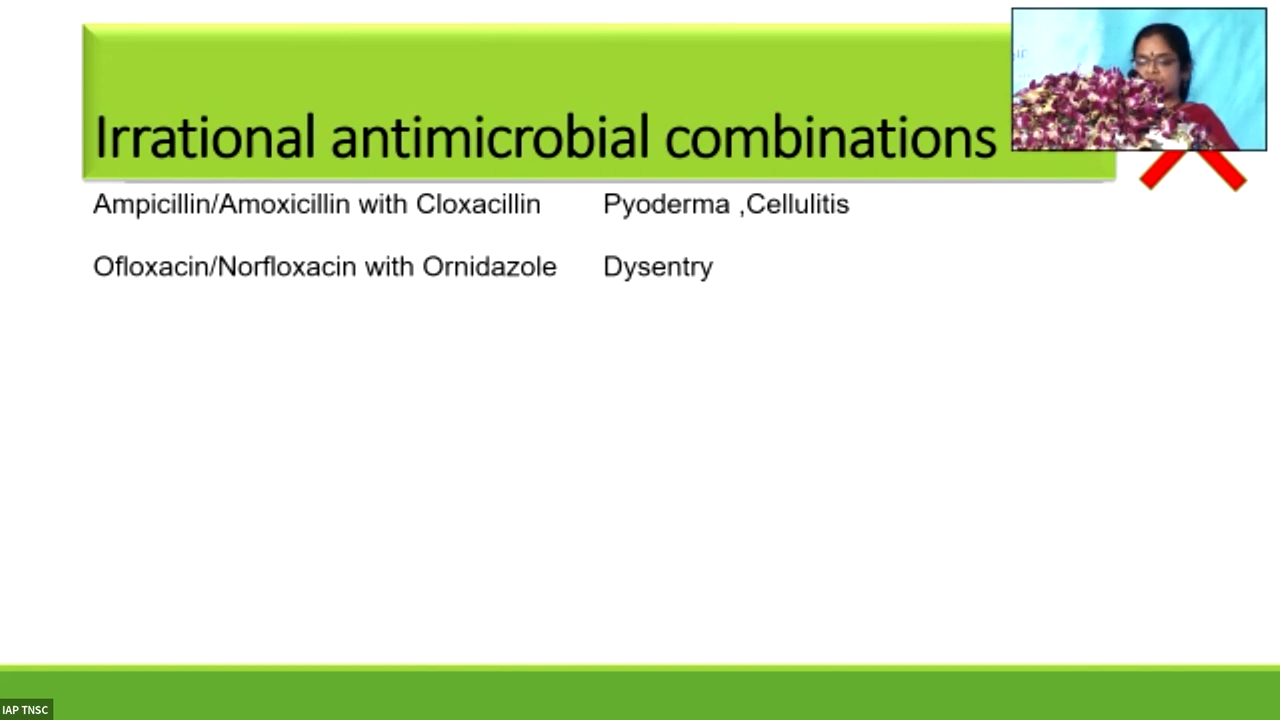 Irrational antimicrobial combinations
Ampicillin/Amoxicillin with Cloxacillin Pyoderma ,Cellulitis
Ofloxacin/Norfloxacin with Ornidazole Dysentry
IAP TNSC